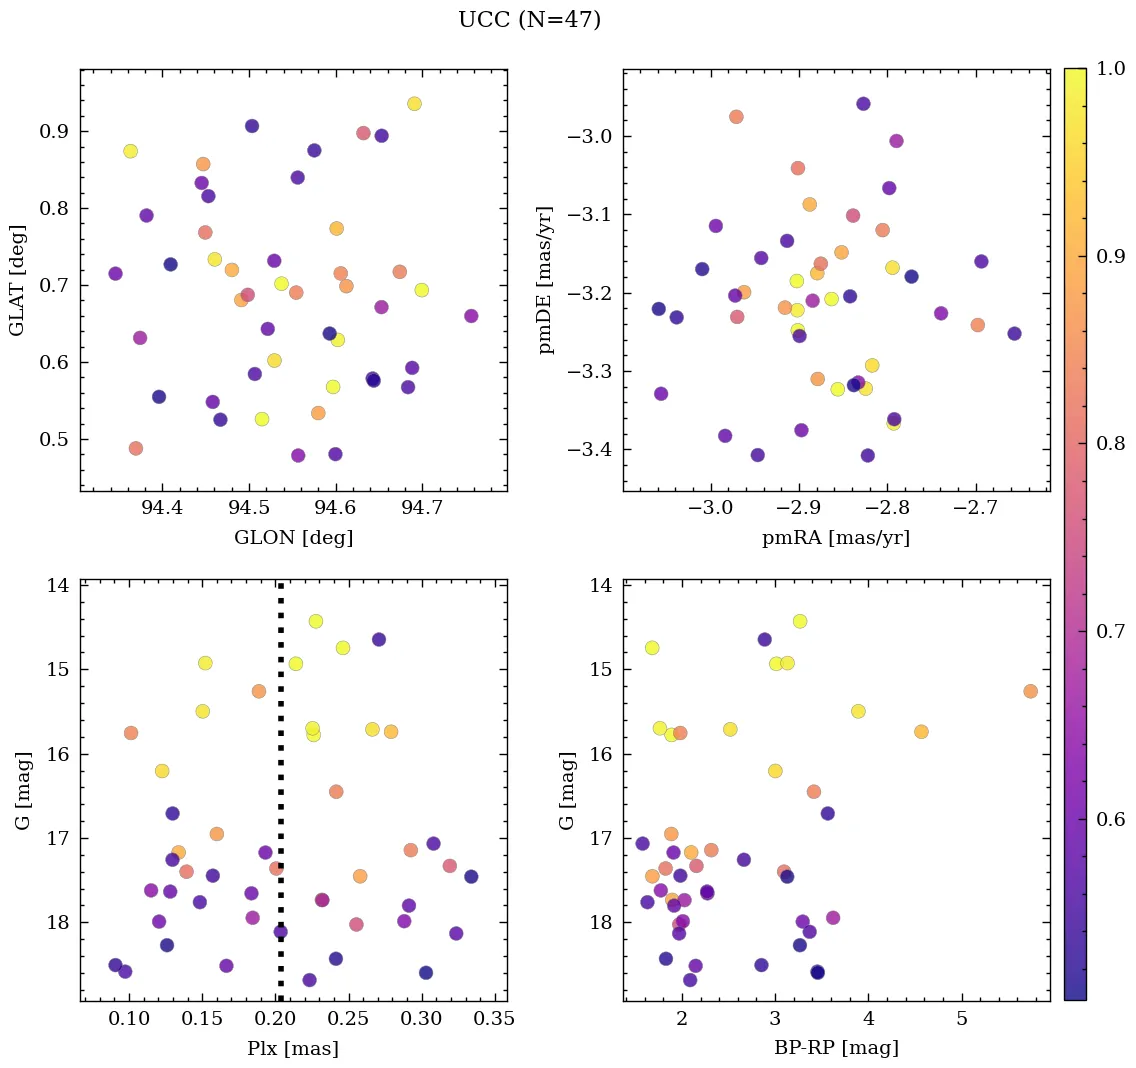 UCC (N=47)
0.9
0.8
0.7
0.6
0.5
GLAT [deg]
94.4 94.5 94.6 94.7
GLON [deg]
−3.0
−3.1
−3.2
−3.3
−3.4
pmDE [mas/yr]
−3.0 −2.9 −2.8 −2.7
pmRA [mas/yr]
1.0
0.9
0.8
0.7
0.6
14
15
16
17
18
G [mag]
0.10 0.15 0.20 0.25 0.30 0.35
Plx [mas]
14
15
16
17
18
G [mag]
2 3 4 5
BP-RP [mag]